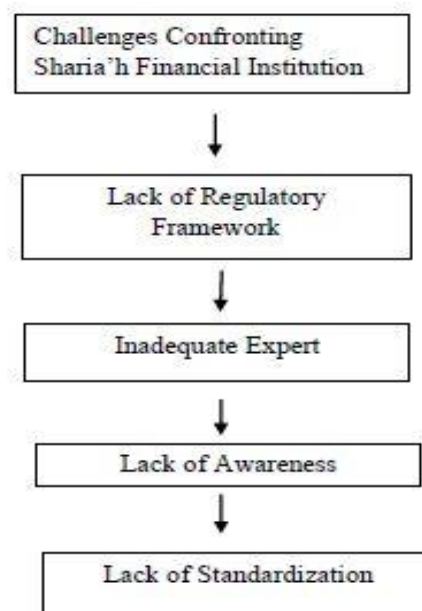 Challenges Confronting
Sharia’h Financial Institution
Lack of Regulatory
Framework
Inadequate Expert
Lack of Awareness
Lack of Standardization